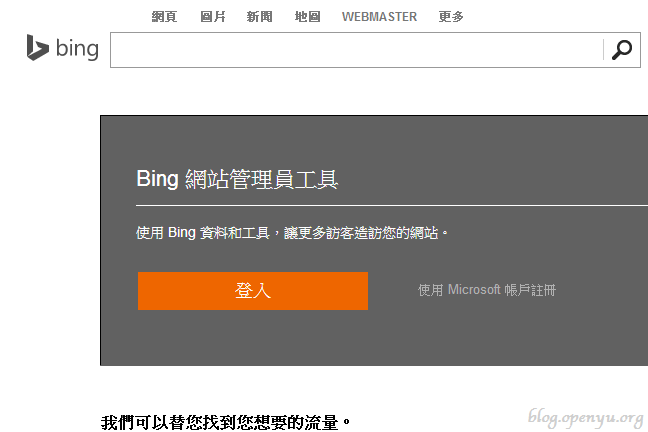 網頁 圖片 新聞 地圖 WEBMASTER 更多
bing
Bing 網站管理員工具
使用 Bing 資料和工具，讓更多訪客造訪您的網站。
登入 使用 Microsoft 帳戶註冊
我們可以替您找到您想要的流量。
blog.openyu.org